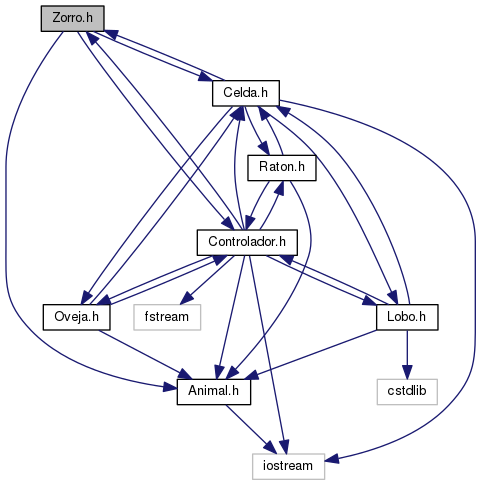 Zorro.h
Celda.h
Raton.h
Controlador.h
Oveja.h
fstream
Lobo.h
Animal.h
cstdlib
iostream